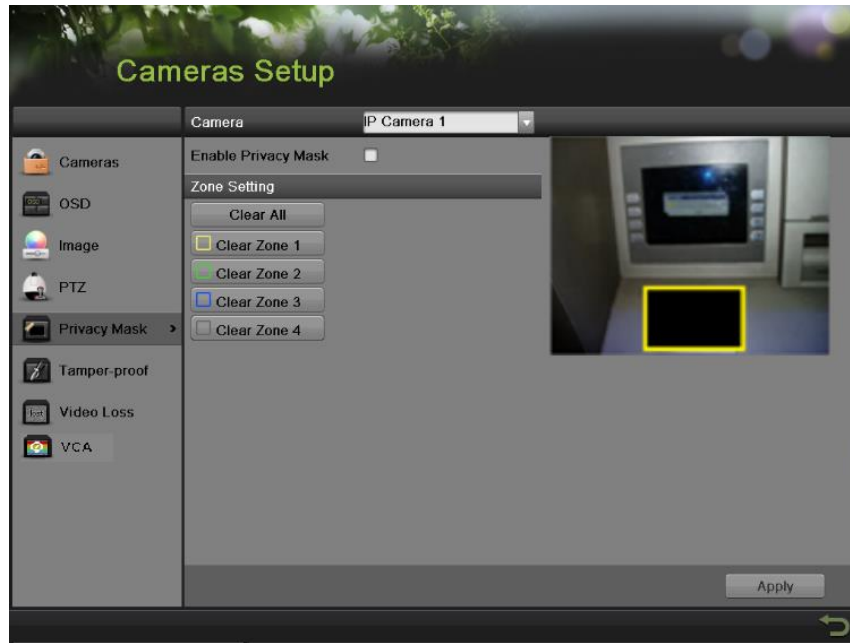 Cameras Setup
Camera IP Camera 1
Cameras
OSD
Image
PTZ
Privacy Mask >
Tamper-proof
Video Loss
VCA
Enable Privacy Mask
Zone Setting
Clear All
Clear Zone 1
Clear Zone 2
Clear Zone 3
Clear Zone 4
Apply